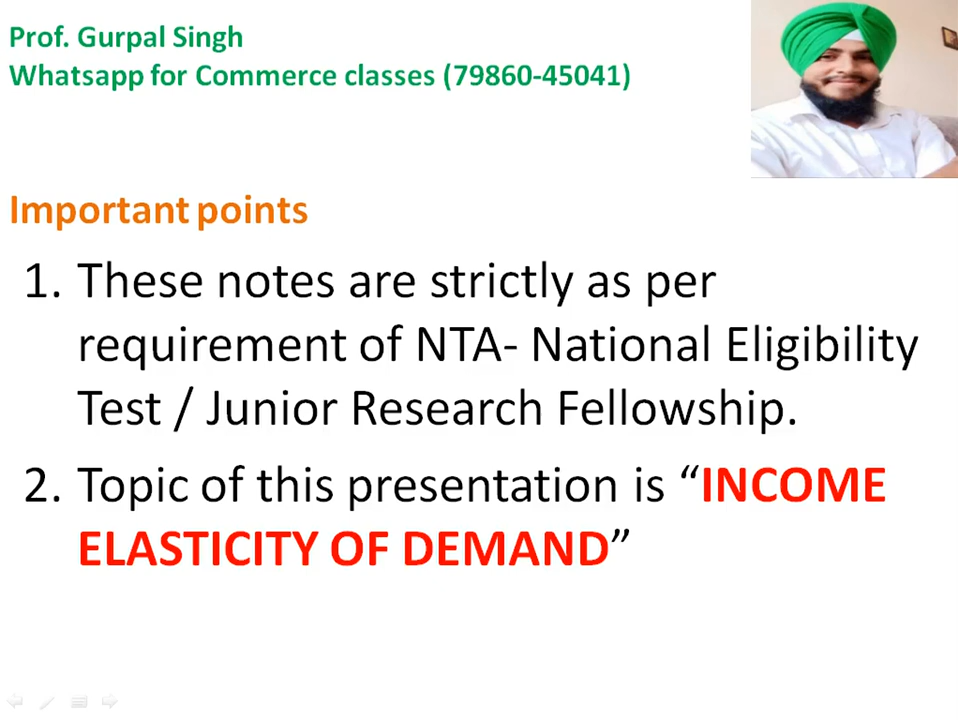 Prof. Gurpal Singh
Whatsapp for Commerce classes (79860-45041)
Important points
1. These notes are strictly as per
requirement of NTA- National Eligibility
Test / Junior Research Fellowship.
2. Topic of this presentation is “INCOME
ELASTICITY OF DEMAND”